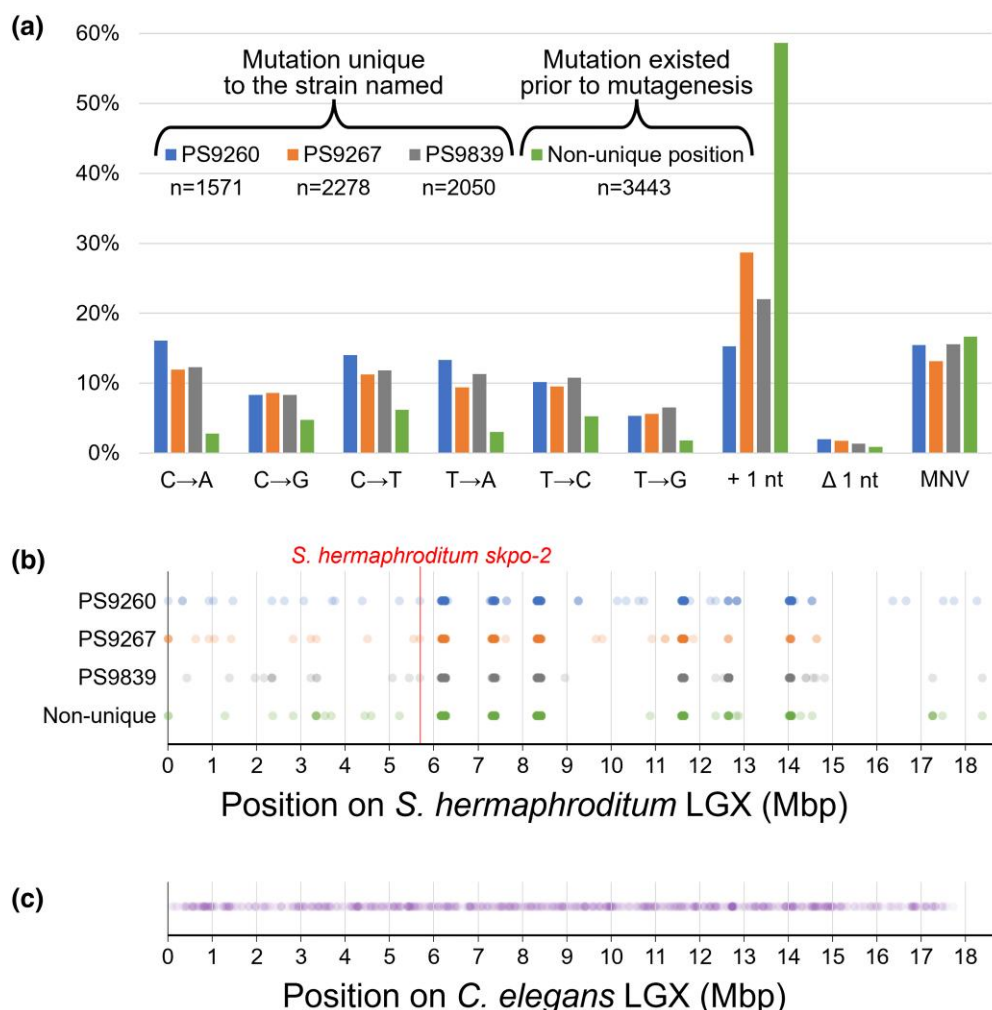 (a)
60%
50%
40%
30%
20%
10%
0%
Mutation unique
to the strain named
Mutation existed
prior to mutagenesis
PS9260 PS9267 PS9839 Non-unique position
n=1571 n=2278 n=2050 n=3443
C→A C→G C→T T→A T→C T→G + 1 nt Δ 1 nt MNV
(b)
S. hermaphroditum skpo-2
PS9260
PS9267
PS9839
Non-unique
0 1 2 3 4 5 6 7 8 9 10 11 12 13 14 15 16 17 18
Position on S. hermaphroditum LGX (Mbp)
(c)
0 1 2 3 4 5 6 7 8 9 10 11 12 13 14 15 16 17 18
Position on C. elegans LGX (Mbp)